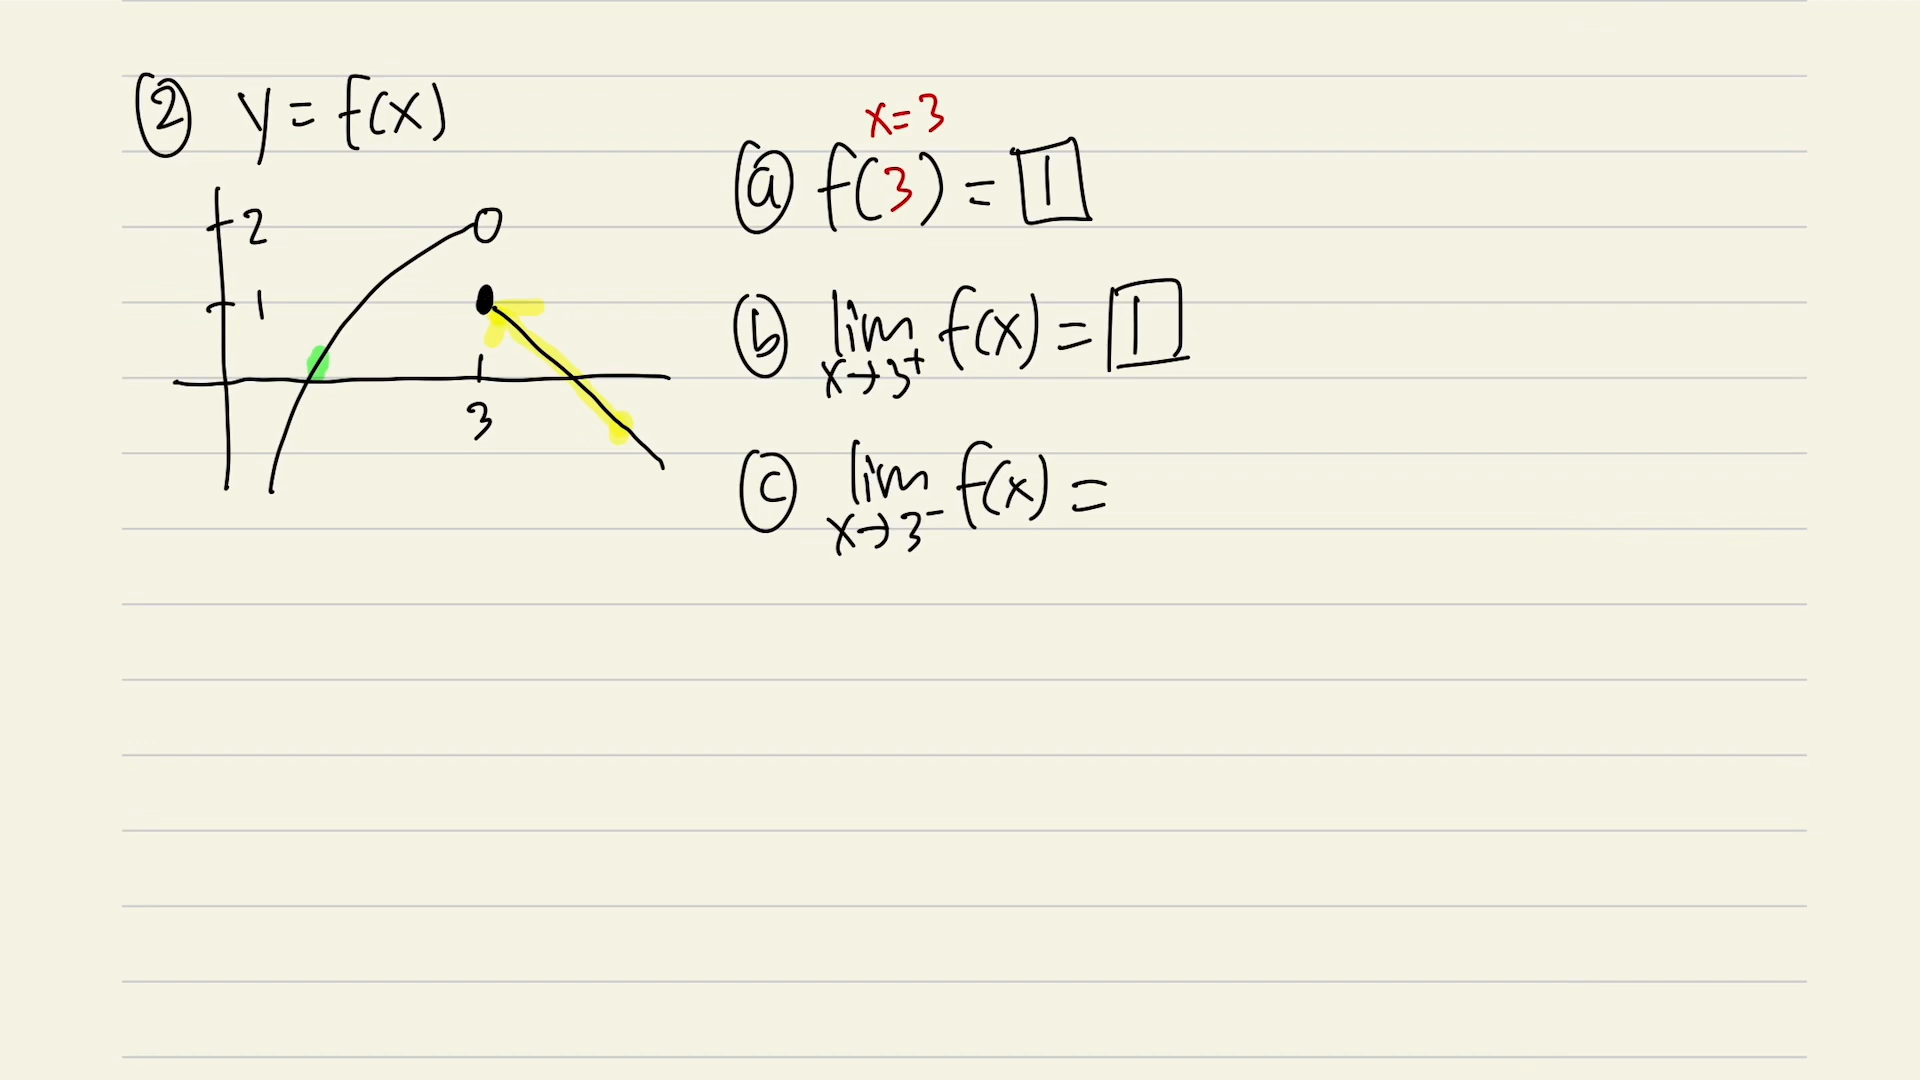 ② y = f(x)
2
1
3
x = 3
ⓐ f(3) = 1
ⓑ lim x→3⁺ f(x) = 1
ⓒ lim x→3⁻ f(x) =